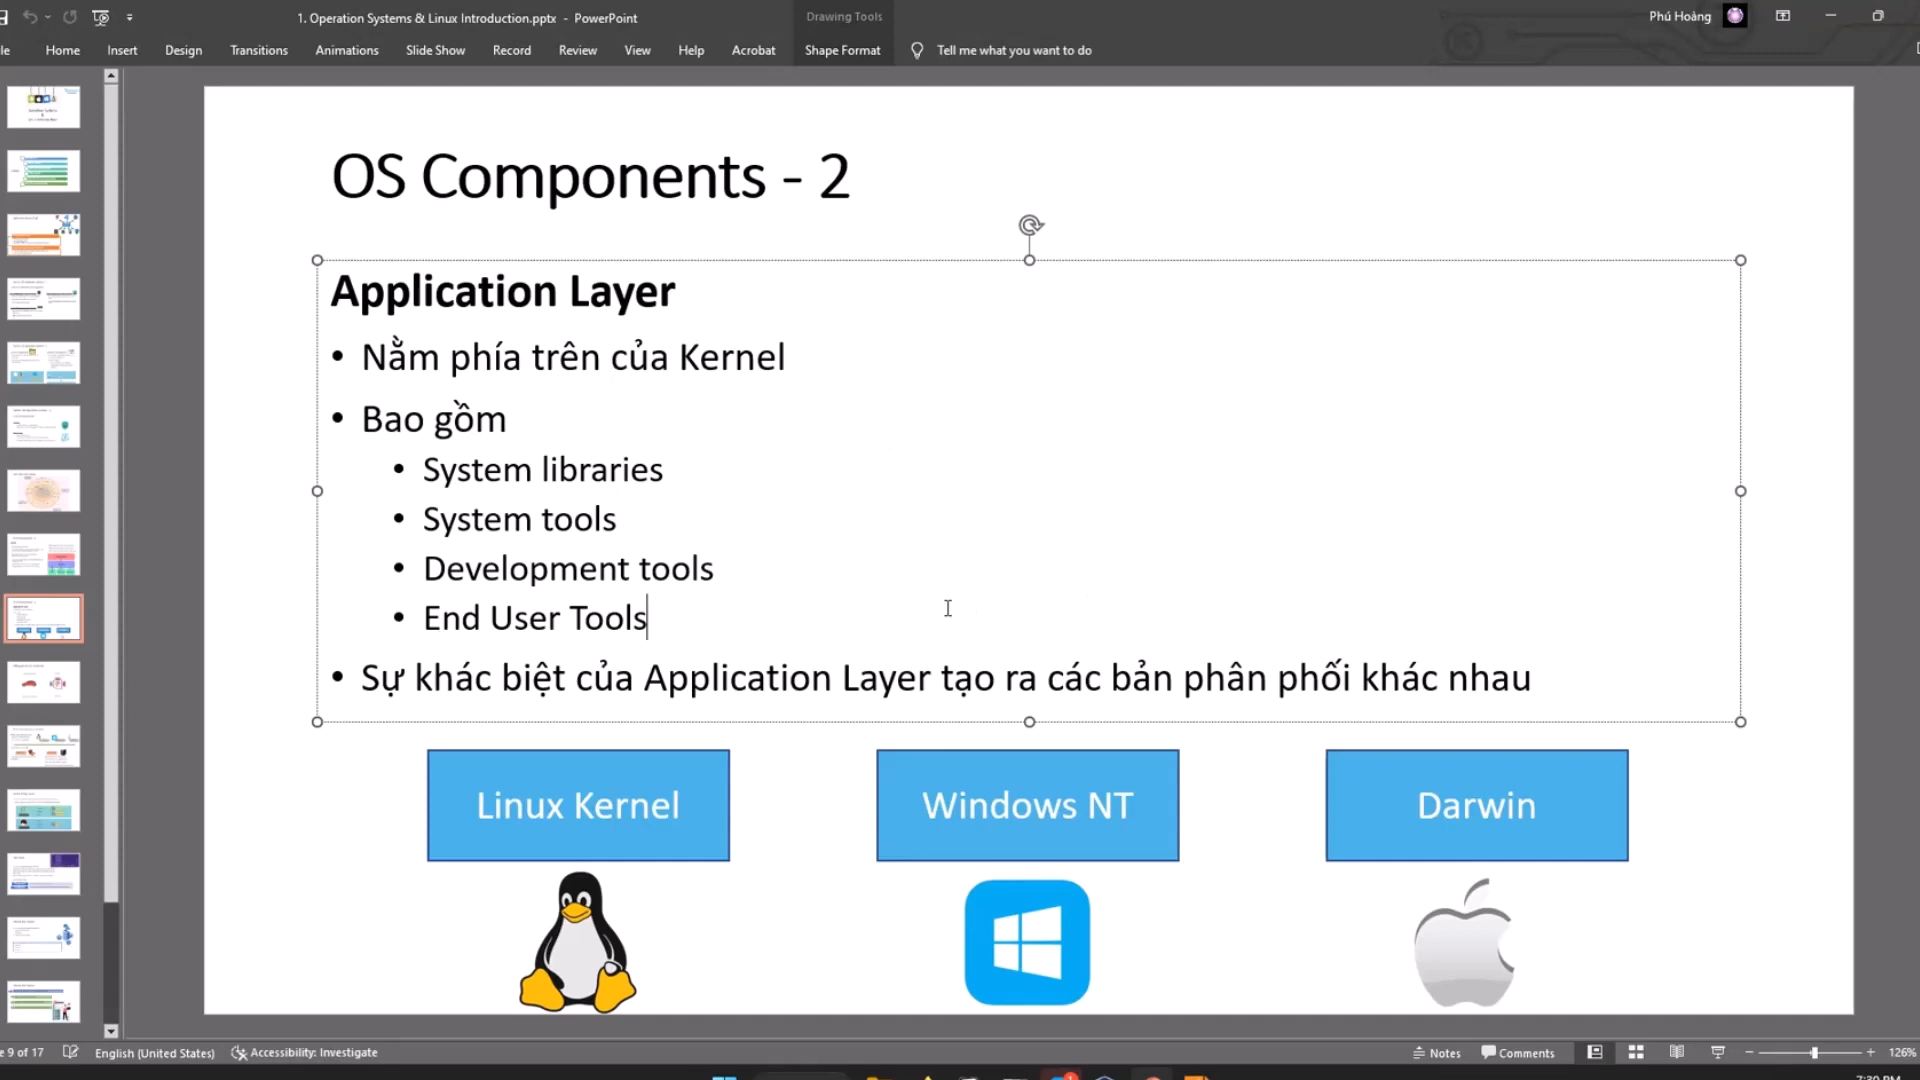 1. Operation Systems & Linux Introduction.pptx - PowerPoint
Drawing Tools
Phú Hoàng
Home Insert Design Transitions Animations Slide Show Record Review View Help Acrobat Shape Format Tell me what you want to do
OS Components - 2
Application Layer
• Nằm phía trên của Kernel
• Bao gồm
• System libraries
• System tools
• Development tools
• End User Tools
• Sự khác biệt của Application Layer tạo ra các bản phân phối khác nhau
Linux Kernel
Windows NT
Darwin
e 9 of 17 English (United States) Accessibility: Investigate Notes Comments 126%
7:30 PM